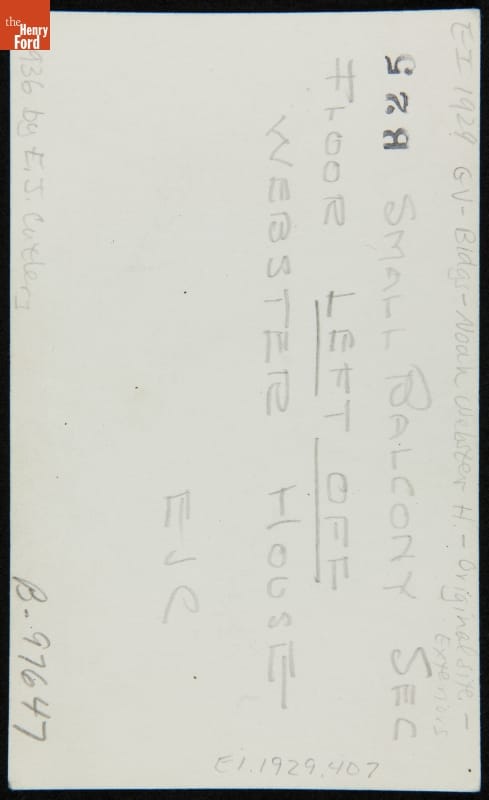 the
Henry
Ford
EI 1929 GV-Bldgs-Noah Webster H. - Original site. -
Exteriors
B25 SMALL BALCONY SEC
FLOOR LEFT OFF
WEBSTER HOUSE
EJC
936 by E.J. Cutler
B.97647
EI.1929.407